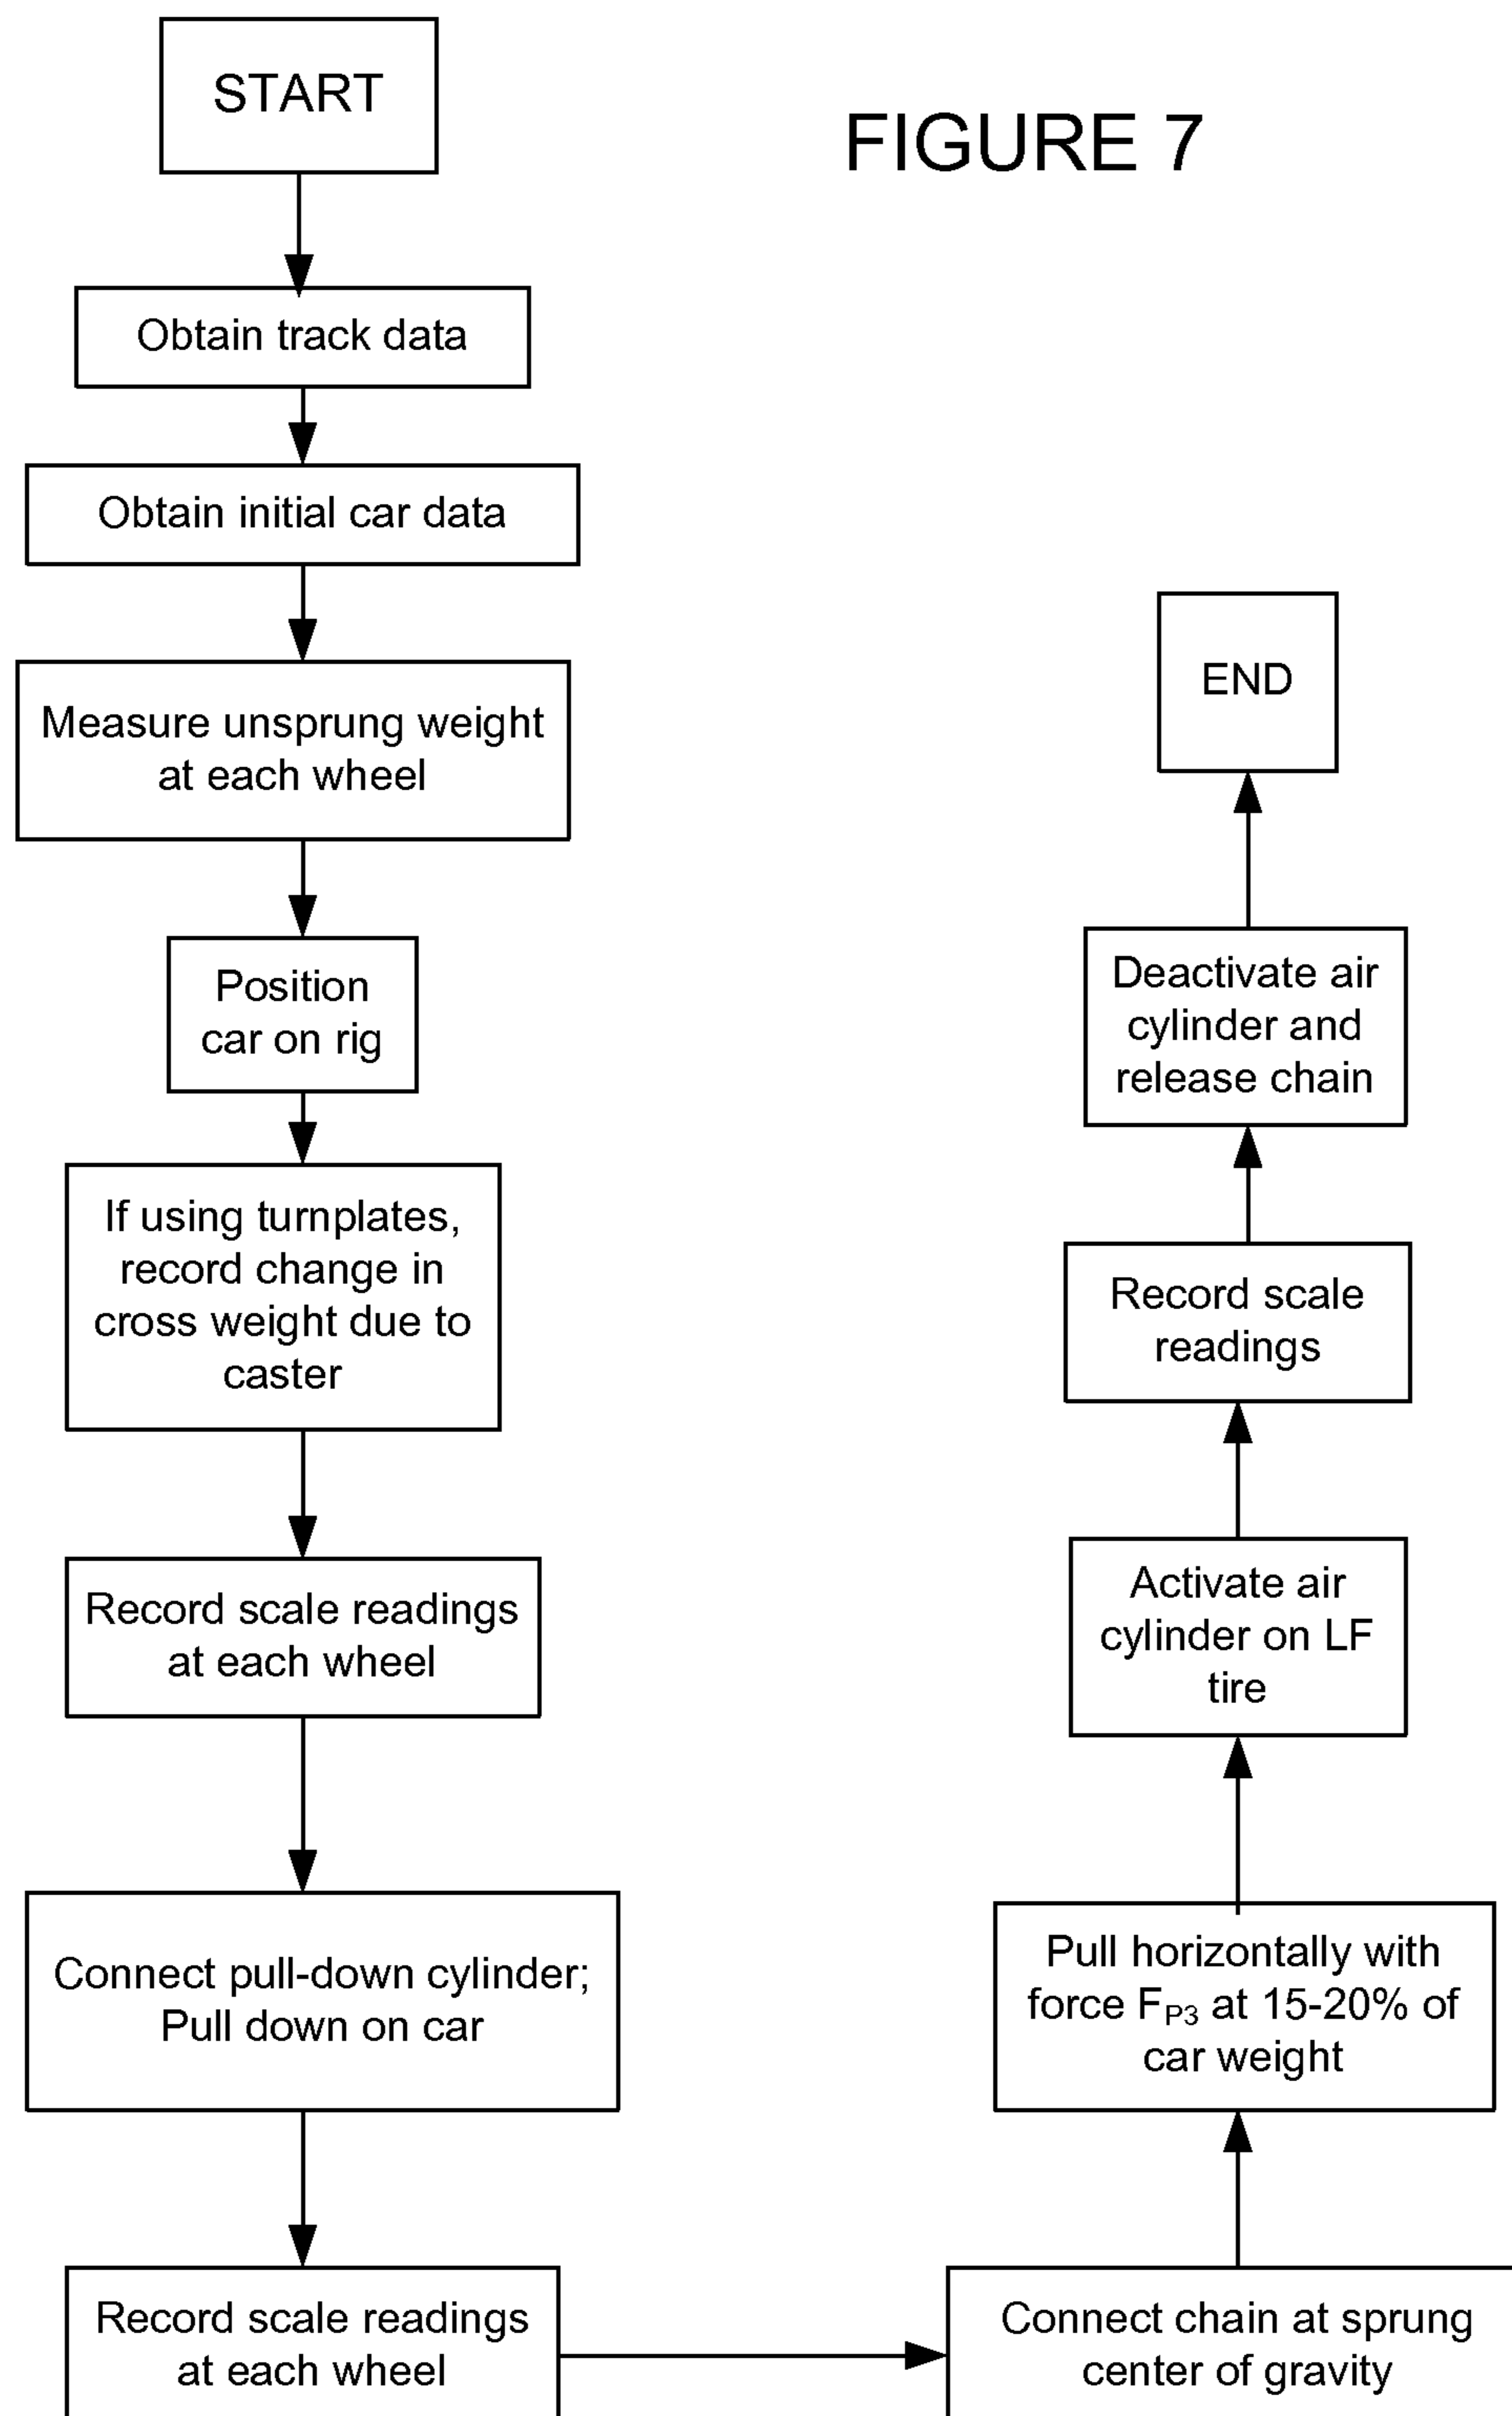 START
FIGURE 7
Obtain track data
Obtain initial car data
Measure unsprung weight
at each wheel
Position
car on rig
If using turnplates,
record change in
cross weight due to
caster
Record scale readings
at each wheel
Connect pull-down cylinder;
Pull down on car
Record scale readings
at each wheel
Connect chain at sprung
center of gravity
Pull horizontally with
force FP3 at 15-20% of
car weight
Activate air
cylinder on LF
tire
Record scale
readings
Deactivate air
cylinder and
release chain
END